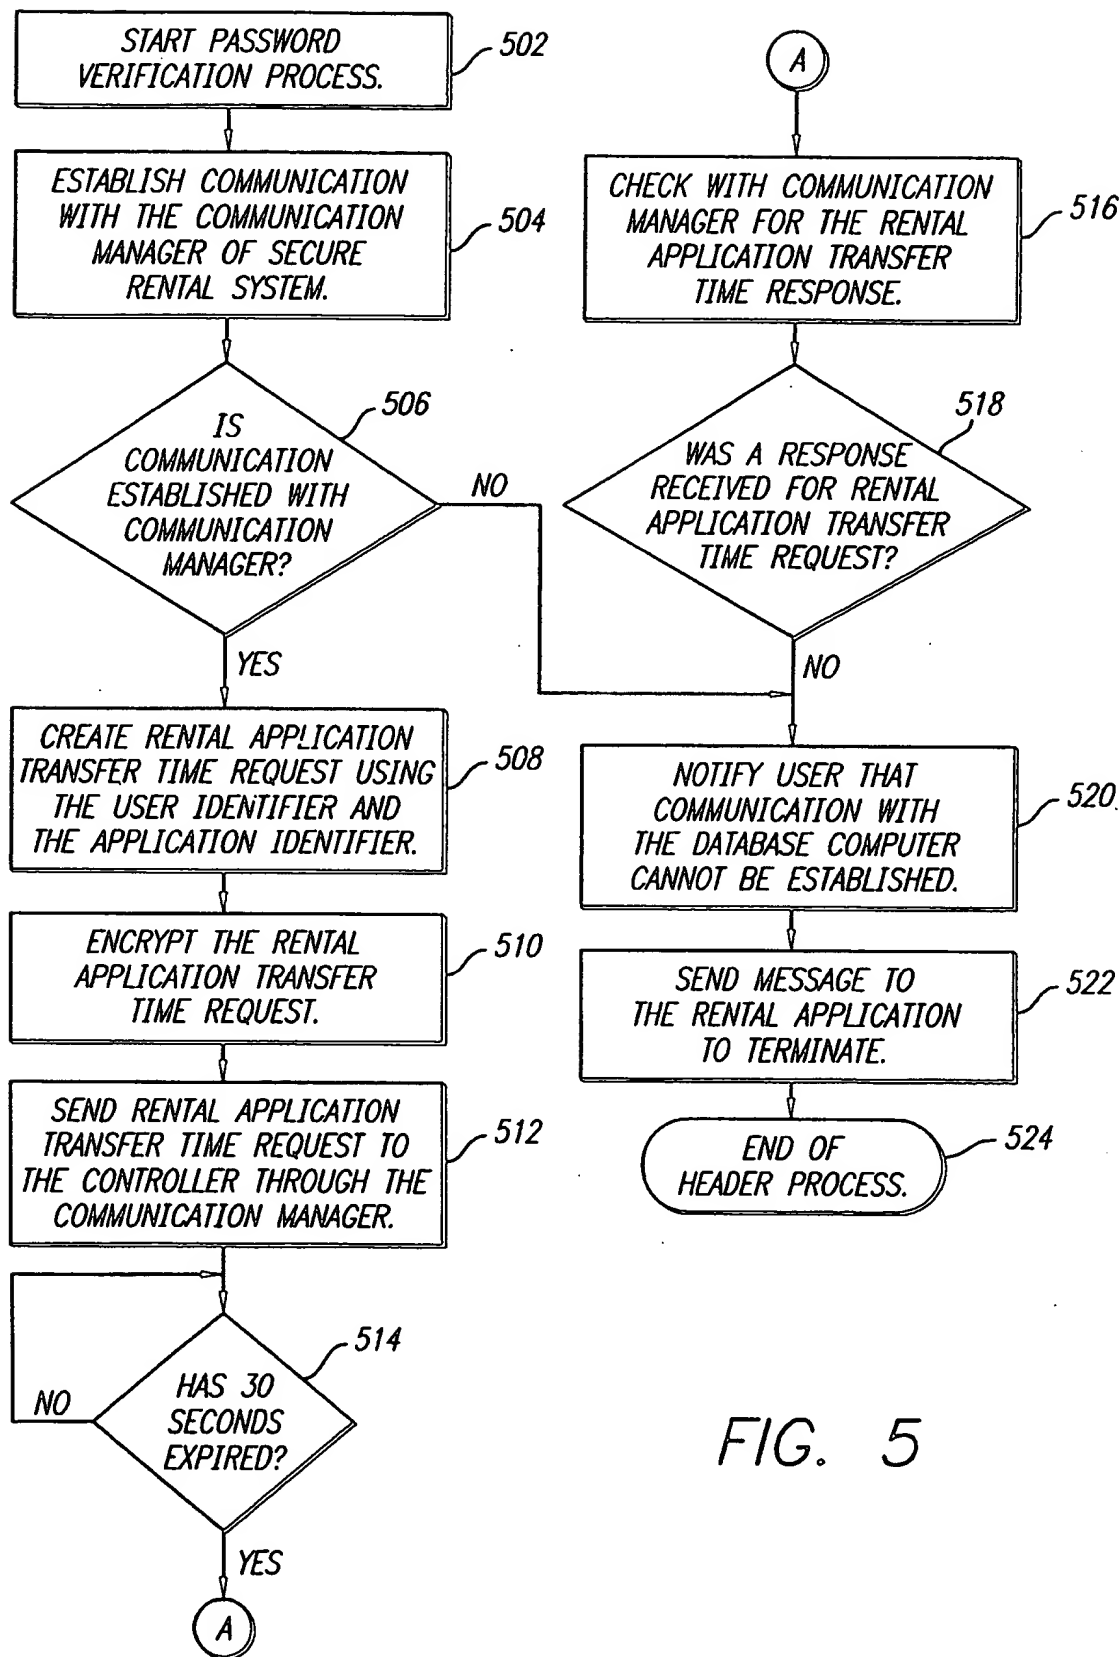 START PASSWORD
VERIFICATION PROCESS.
502
ESTABLISH COMMUNICATION
WITH THE COMMUNICATION
MANAGER OF SECURE
RENTAL SYSTEM.
504
IS
COMMUNICATION
ESTABLISHED WITH
COMMUNICATION
MANAGER?
506
NO
YES
CREATE RENTAL APPLICATION
TRANSFER TIME REQUEST USING
THE USER IDENTIFIER AND
THE APPLICATION IDENTIFIER.
508
ENCRYPT THE RENTAL
APPLICATION TRANSFER
TIME REQUEST.
510
SEND RENTAL APPLICATION
TRANSFER TIME REQUEST TO
THE CONTROLLER THROUGH THE
COMMUNICATION MANAGER.
512
HAS 30
SECONDS
EXPIRED?
514
NO
YES
A
A
CHECK WITH COMMUNICATION
MANAGER FOR THE RENTAL
APPLICATION TRANSFER
TIME RESPONSE.
516
WAS A RESPONSE
RECEIVED FOR RENTAL
APPLICATION TRANSFER
TIME REQUEST?
518
NO
NOTIFY USER THAT
COMMUNICATION WITH
THE DATABASE COMPUTER
CANNOT BE ESTABLISHED.
520
SEND MESSAGE TO
THE RENTAL APPLICATION
TO TERMINATE.
522
END OF
HEADER PROCESS.
524
FIG. 5